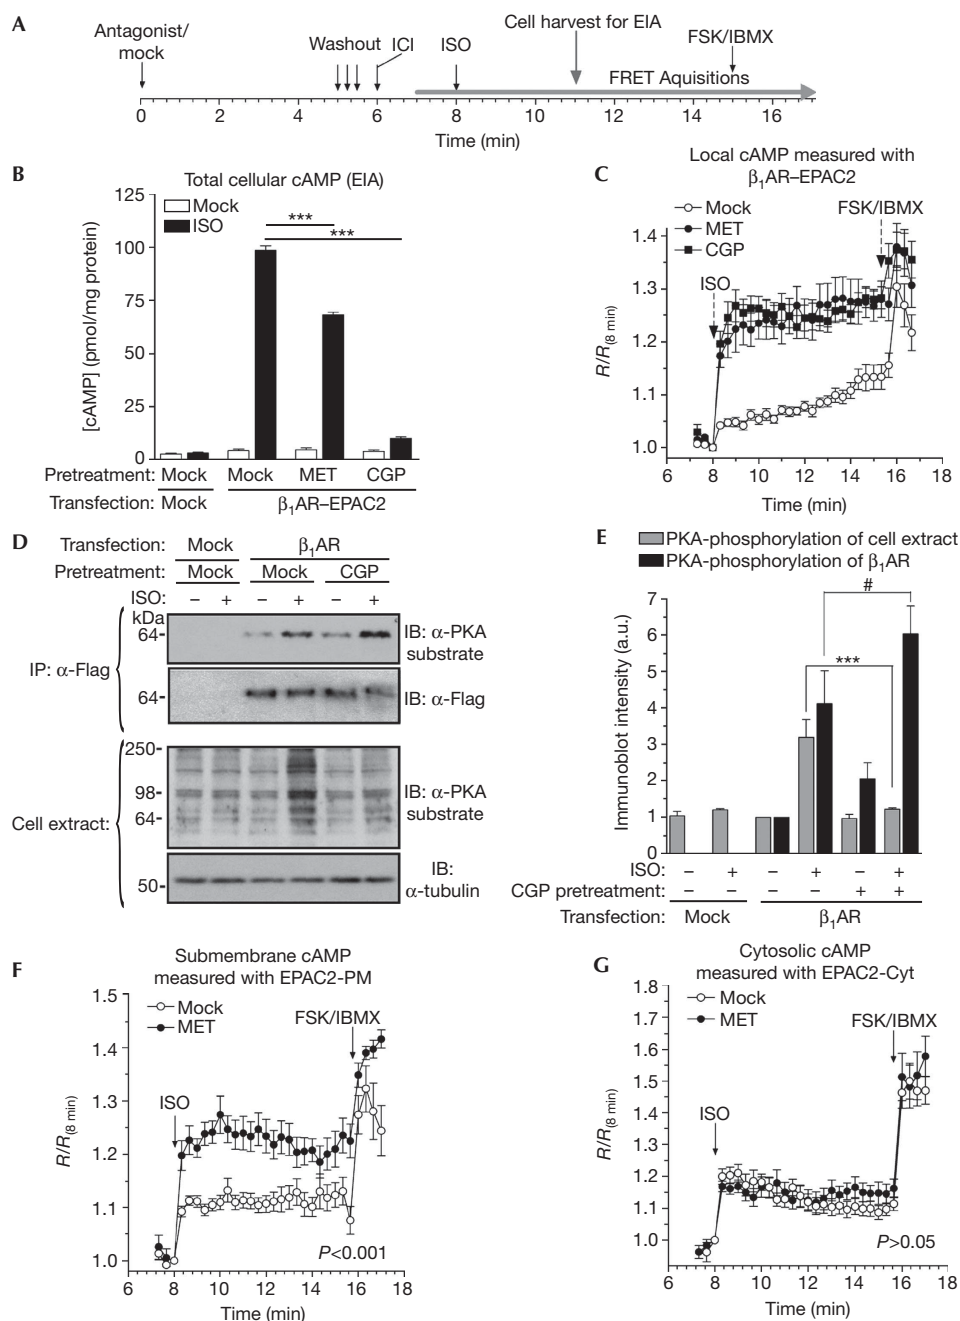 A
Antagonist/
mock
Washout
ICI
ISO
Cell harvest for EIA
FSK/IBMX
FRET Aquisitions
0 2 4 6 8 10 12 14 16
Time (min)
B
Total cellular cAMP (EIA)
Mock
ISO
***
***
[cAMP] (pmol/mg protein)
125
100
75
50
25
0
Pretreatment: Mock Mock MET CGP
Transfection: Mock β1AR–EPAC2
C
Local cAMP measured with
β1AR–EPAC2
Mock
MET
CGP
FSK/IBMX
ISO
R/R(8 min)
1.4
1.3
1.2
1.1
1.0
6 8 10 12 14 16 18
Time (min)
D
Transfection: Mock β1AR
Pretreatment: Mock Mock CGP
ISO: – + – + – +
kDa
64-
IB: α-PKA
substrate
IP: α-Flag
64-
IB: α-Flag
250-
98-
64-
IB: α-PKA
substrate
Cell extract:
50-
IB:
α-tubulin
E
PKA-phosphorylation of cell extract
PKA-phosphorylation of β1AR
#
***
Immunoblot intensity (a.u.)
7
6
5
4
3
2
1
0
ISO: – + – + – +
CGP pretreatment: – – – – + +
Transfection: Mock β1AR
F
Submembrane cAMP
measured with EPAC2-PM
Mock
MET
FSK/IBMX
ISO
R/R(8 min)
1.5
1.4
1.3
1.2
1.1
1.0
P<0.001
6 8 10 12 14 16 18
Time (min)
G
Cytosolic cAMP
measured with EPAC2-Cyt
Mock
MET
FSK/IBMX
ISO
R/R(8 min)
1.8
1.7
1.6
1.5
1.4
1.3
1.2
1.1
1.0
P>0.05
6 8 10 12 14 16 18
Time (min)